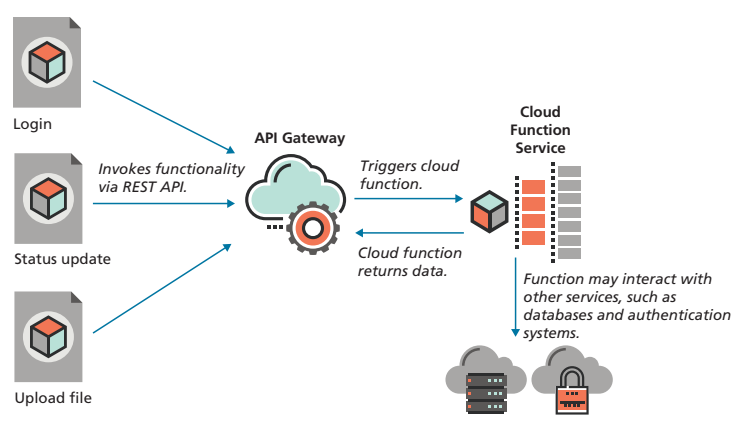 Login
Status update
Upload file
Invokes functionality
via REST API.
API Gateway
Triggers cloud
function.
Cloud function
returns data.
Cloud
Function
Service
Function may interact with
other services, such as
databases and authentication
systems.